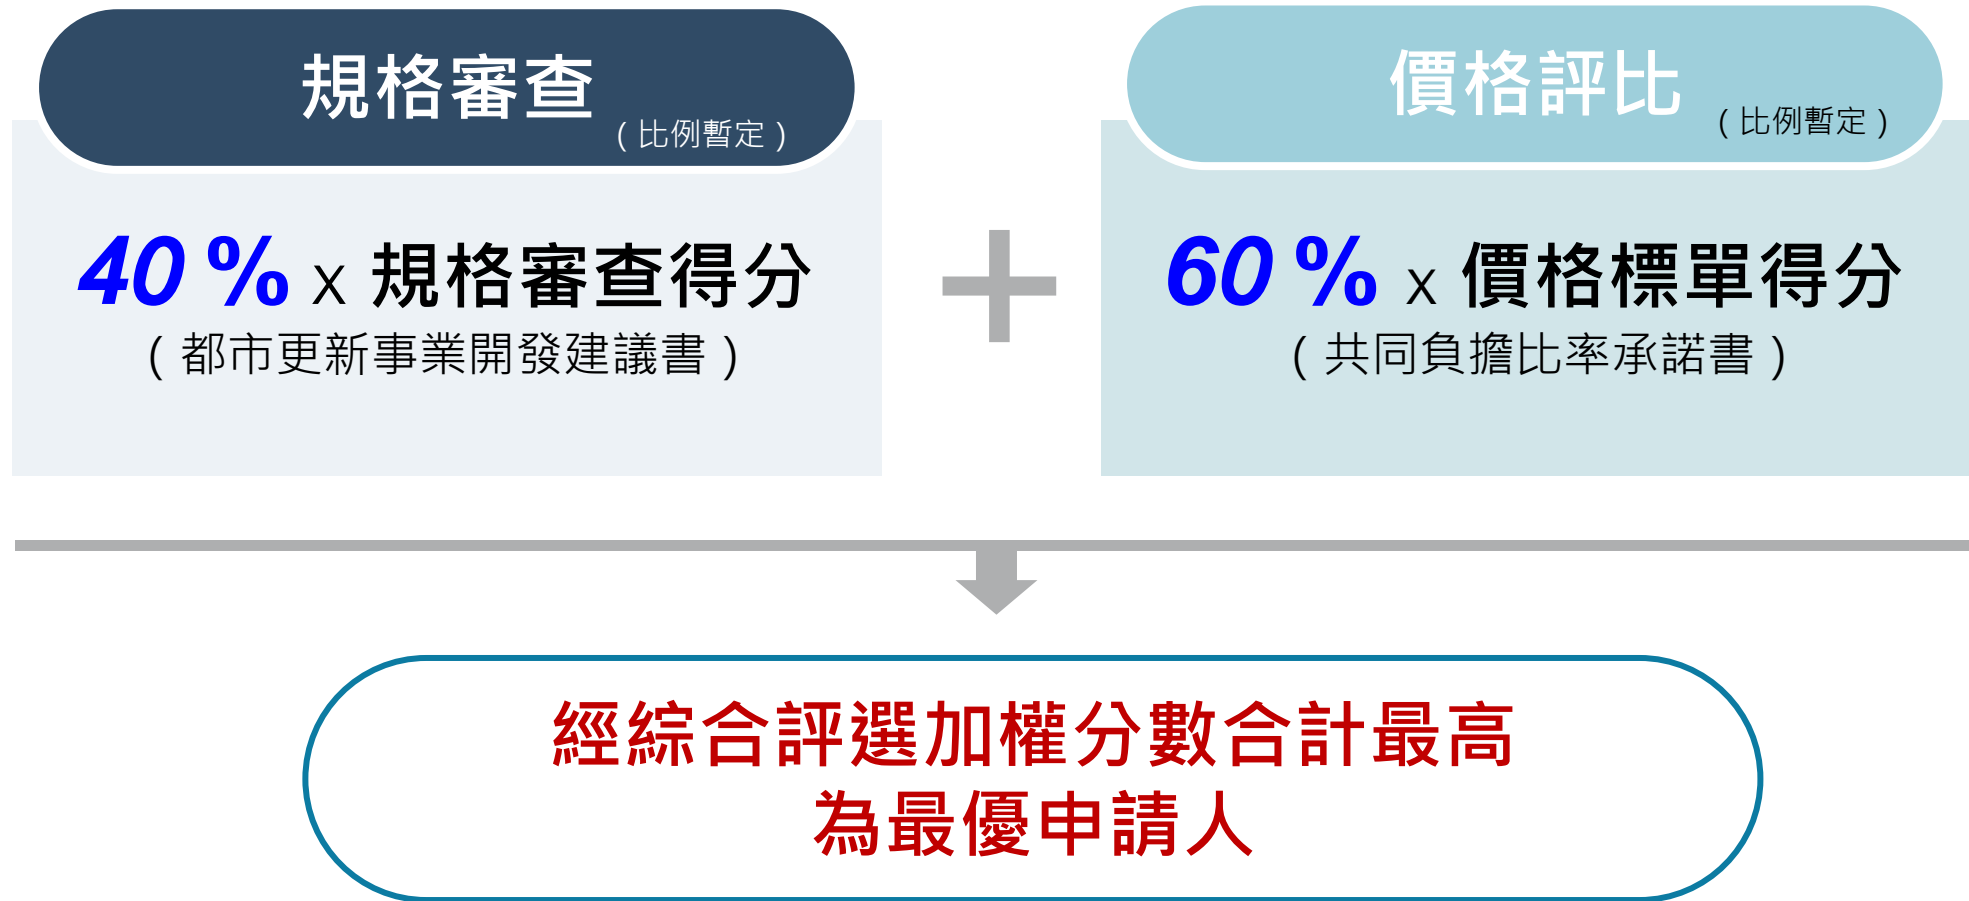 規格審查
(比例暫定)
40 % x 規格審查得分
(都市更新事業開發建議書)
+
價格評比
(比例暫定)
60 % x 價格標單得分
(共同負擔比率承諾書)
經綜合評選加權分數合計最高
為最優申請人